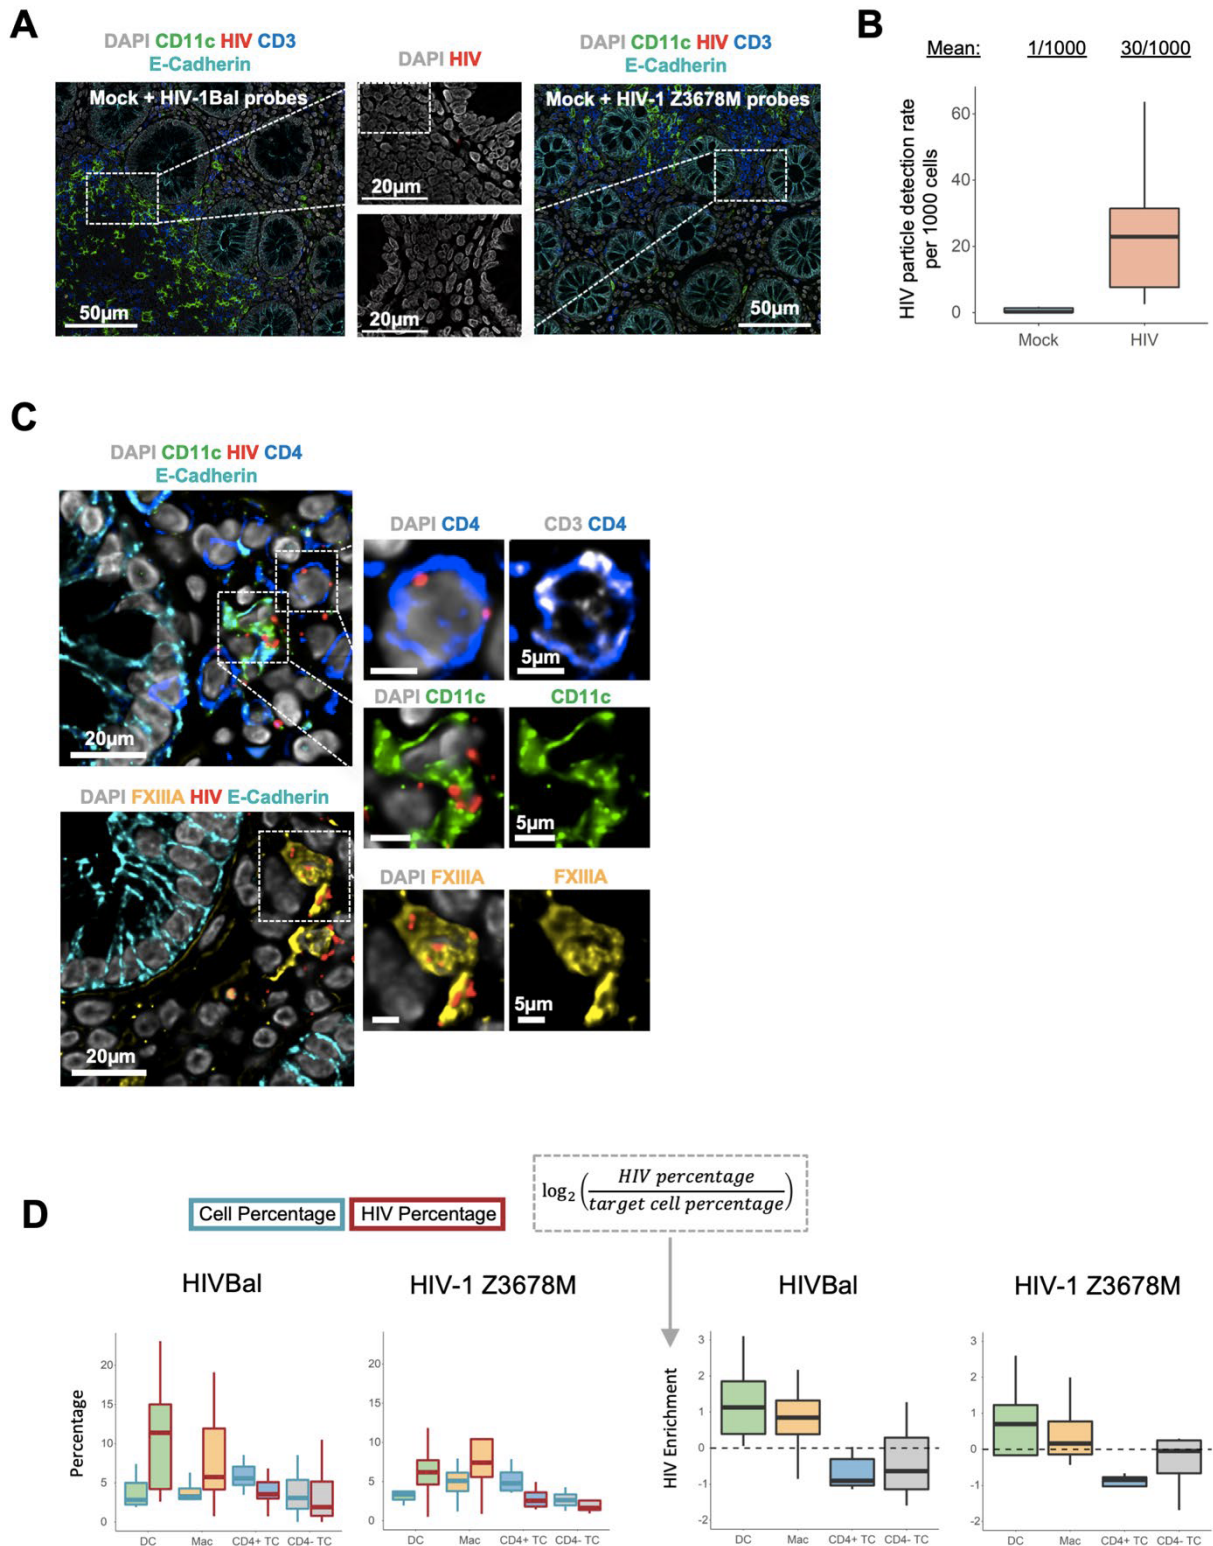 A
DAPI CD11c HIV CD3
E-Cadherin
Mock + HIV-1Bal probes
50µm
DAPI HIV
20µm
20µm
DAPI CD11c HIV CD3
E-Cadherin
Mock + HIV-1 Z3678M probes
50µm
B
Mean: 1/1000 30/1000
HIV particle detection rate
per 1000 cells
60
40
20
0
Mock HIV
C
DAPI CD11c HIV CD4
E-Cadherin
20µm
DAPI CD4
CD3 CD4
5µm
DAPI CD11c
CD11c
5µm
DAPI FXIIIA HIV E-Cadherin
20µm
DAPI FXIIIA
FXIIIA
5µm
D
Cell Percentage
HIV Percentage
log2 (HIV percentage / target cell percentage)
HIVBal
Percentage
20
15
10
5
0
DC Mac CD4+ TC CD4- TC
HIV-1 Z3678M
20
15
10
5
0
DC Mac CD4+ TC CD4- TC
HIVBal
HIV Enrichment
3
2
1
0
-1
-2
DC Mac CD4+ TC CD4- TC
HIV-1 Z3678M
3
2
1
0
-1
-2
DC Mac CD4+ TC CD4- TC